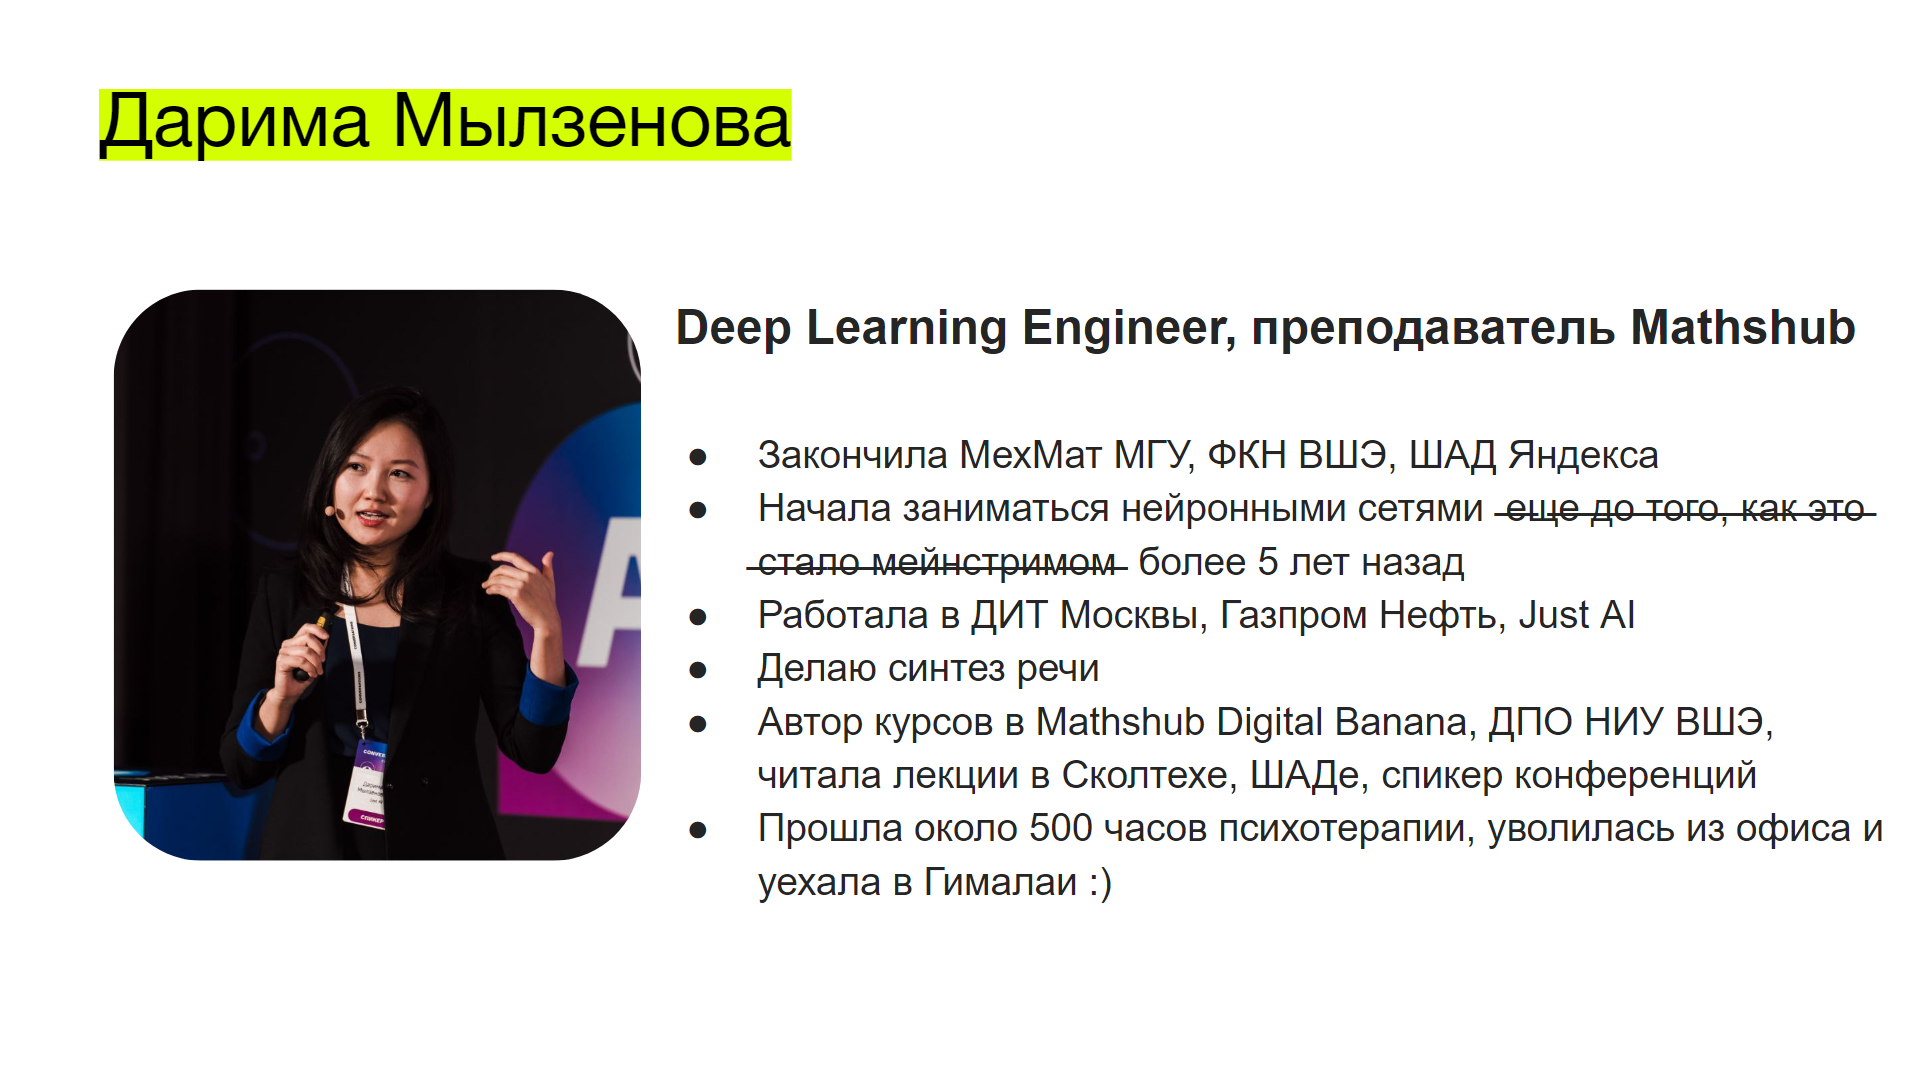 Дарима Мылзенова
Deep Learning Engineer, преподаватель Mathshub
● Закончила МехМат МГУ, ФКН ВШЭ, ШАД Яндекса
● Начала заниматься нейронными сетями еще до того, как это
стало мейнстримом более 5 лет назад
● Работала в ДИТ Москвы, Газпром Нефть, Just AI
● Делаю синтез речи
● Автор курсов в Mathshub Digital Banana, ДПО НИУ ВШЭ,
читала лекции в Сколтехе, ШАДе, спикер конференций
● Прошла около 500 часов психотерапии, уволилась из офиса и
уехала в Гималаи :)